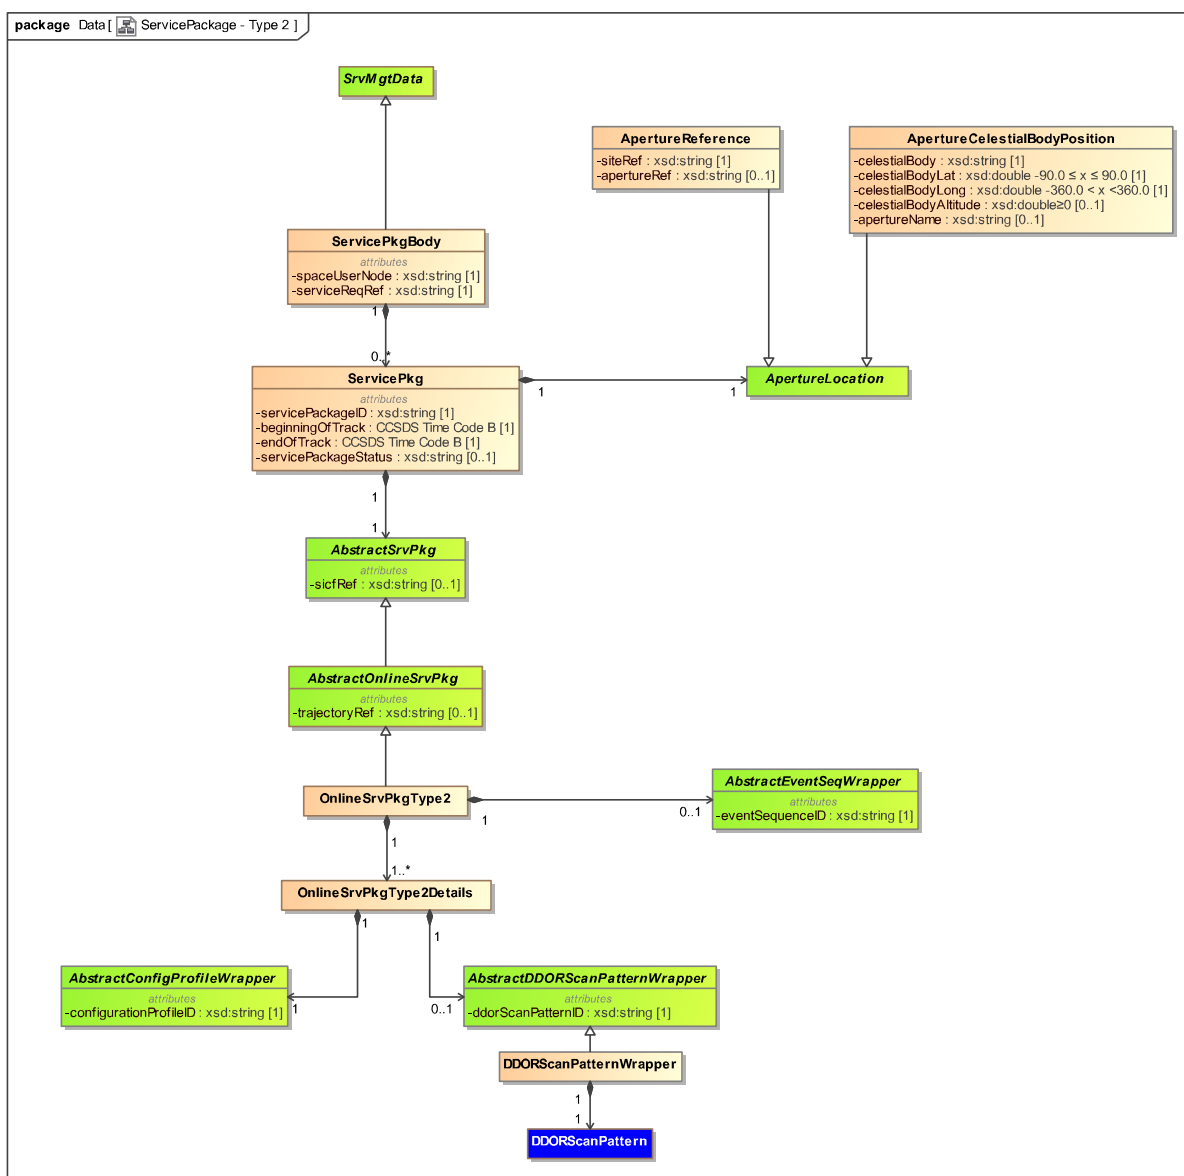 package Data [ ServicePackage - Type 2 ]
SrvMgtData
ApertureReference
-siteRef : xsd:string [1]
-apertureRef : xsd:string [0..1]
ApertureCelestialBodyPosition
-celestialBody : xsd:string [1]
-celestialBodyLat : xsd:double -90.0 ≤ x ≤ 90.0 [1]
-celestialBodyLong : xsd:double -360.0 < x <360.0 [1]
-celestialBodyAltitude : xsd:double≥0 [0..1]
-apertureName : xsd:string [0..1]
ServicePkgBody
attributes
-spaceUserNode : xsd:string [1]
-serviceReqRef : xsd:string [1]
1
0..*
ServicePkg
attributes
-servicePackageID : xsd:string [1]
-beginningOfTrack : CCSDS Time Code B [1]
-endOfTrack : CCSDS Time Code B [1]
-servicePackageStatus : xsd:string [0..1]
1
1
ApertureLocation
1
1
AbstractSrvPkg
attributes
-sicfRef : xsd:string [0..1]
AbstractOnlineSrvPkg
attributes
-trajectoryRef : xsd:string [0..1]
OnlineSrvPkgType2
1
0..1
AbstractEventSeqWrapper
attributes
-eventSequenceID : xsd:string [1]
1
1..*
OnlineSrvPkgType2Details
1
1
AbstractConfigProfileWrapper
attributes
-configurationProfileID : xsd:string [1]
1
0..1
AbstractDDORScanPatternWrapper
attributes
-ddorScanPatternID : xsd:string [1]
DDORScanPatternWrapper
1
1
DDORScanPattern